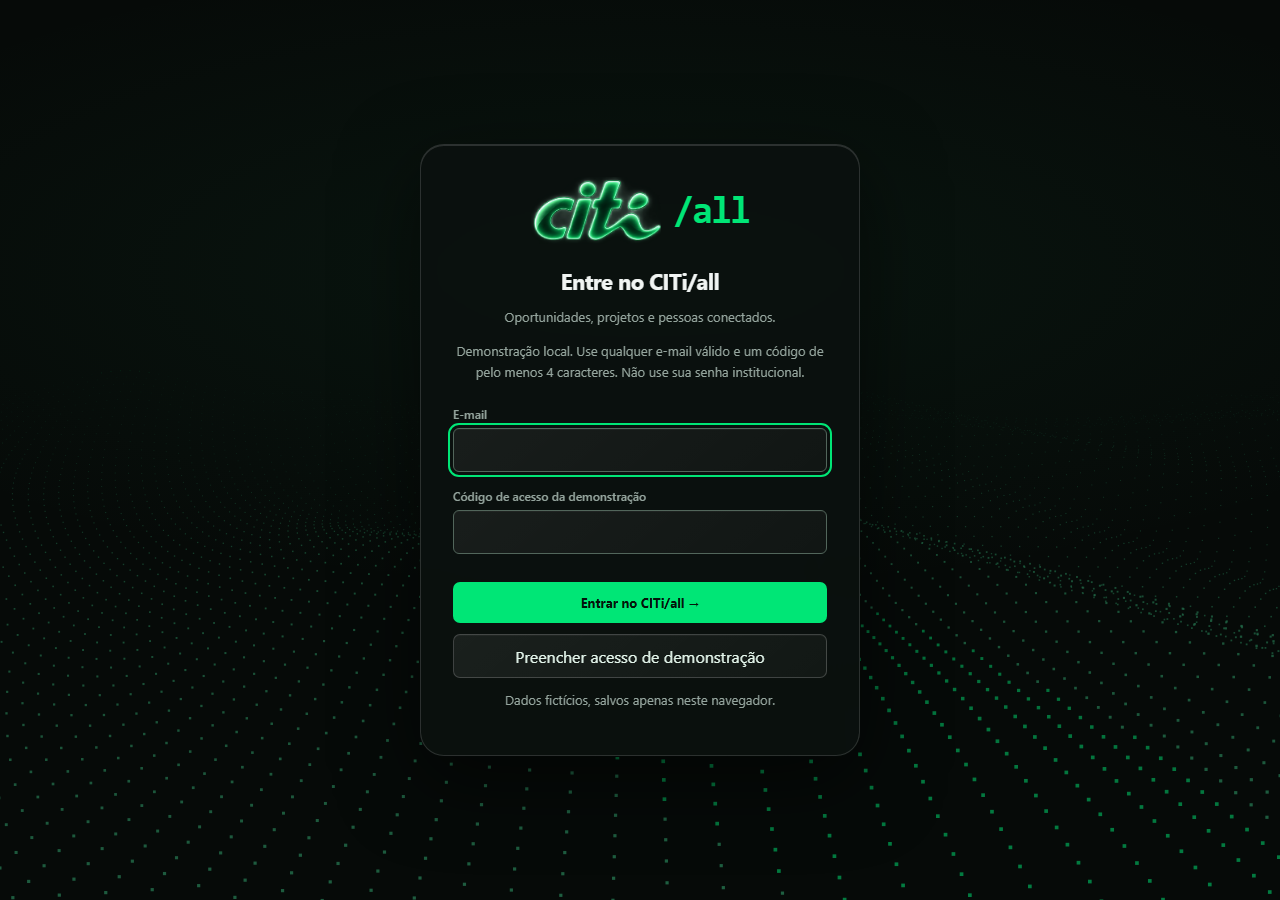 citi /all
Entre no CITi/all
Oportunidades, projetos e pessoas conectados.
Demonstração local. Use qualquer e-mail válido e um código de
pelo menos 4 caracteres. Não use sua senha institucional.
E-mail
Código de acesso da demonstração
Entrar no CITi/all →
Preencher acesso de demonstração
Dados fictícios, salvos apenas neste navegador.